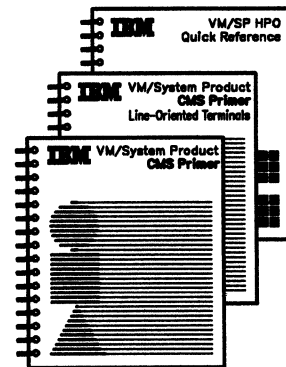 IBM
VM/SP HPO
Quick Reference
IBM
VM/System Product
CMS Primer
Line-Oriented Terminals
IBM
VM/System Product
CMS Primer